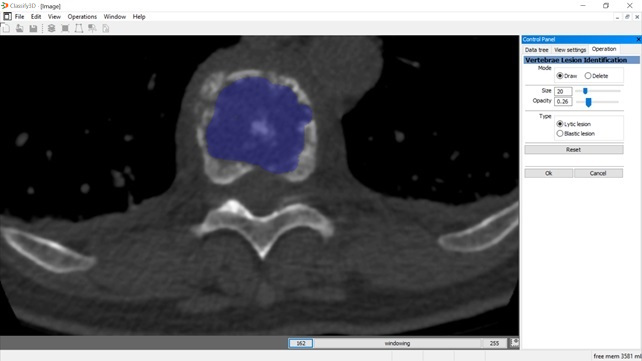 Classify3D - [Image]
File Edit View Operations Window Help
Control Panel
Data tree View settings Operation
Vertebrae Lesion Identification
Mode
Draw Delete
Size 20
Opacity 0.26
Type
Lytic lesion
Blastic lesion
Reset
Ok Cancel
162 windowing 255
free mem 3581 ml